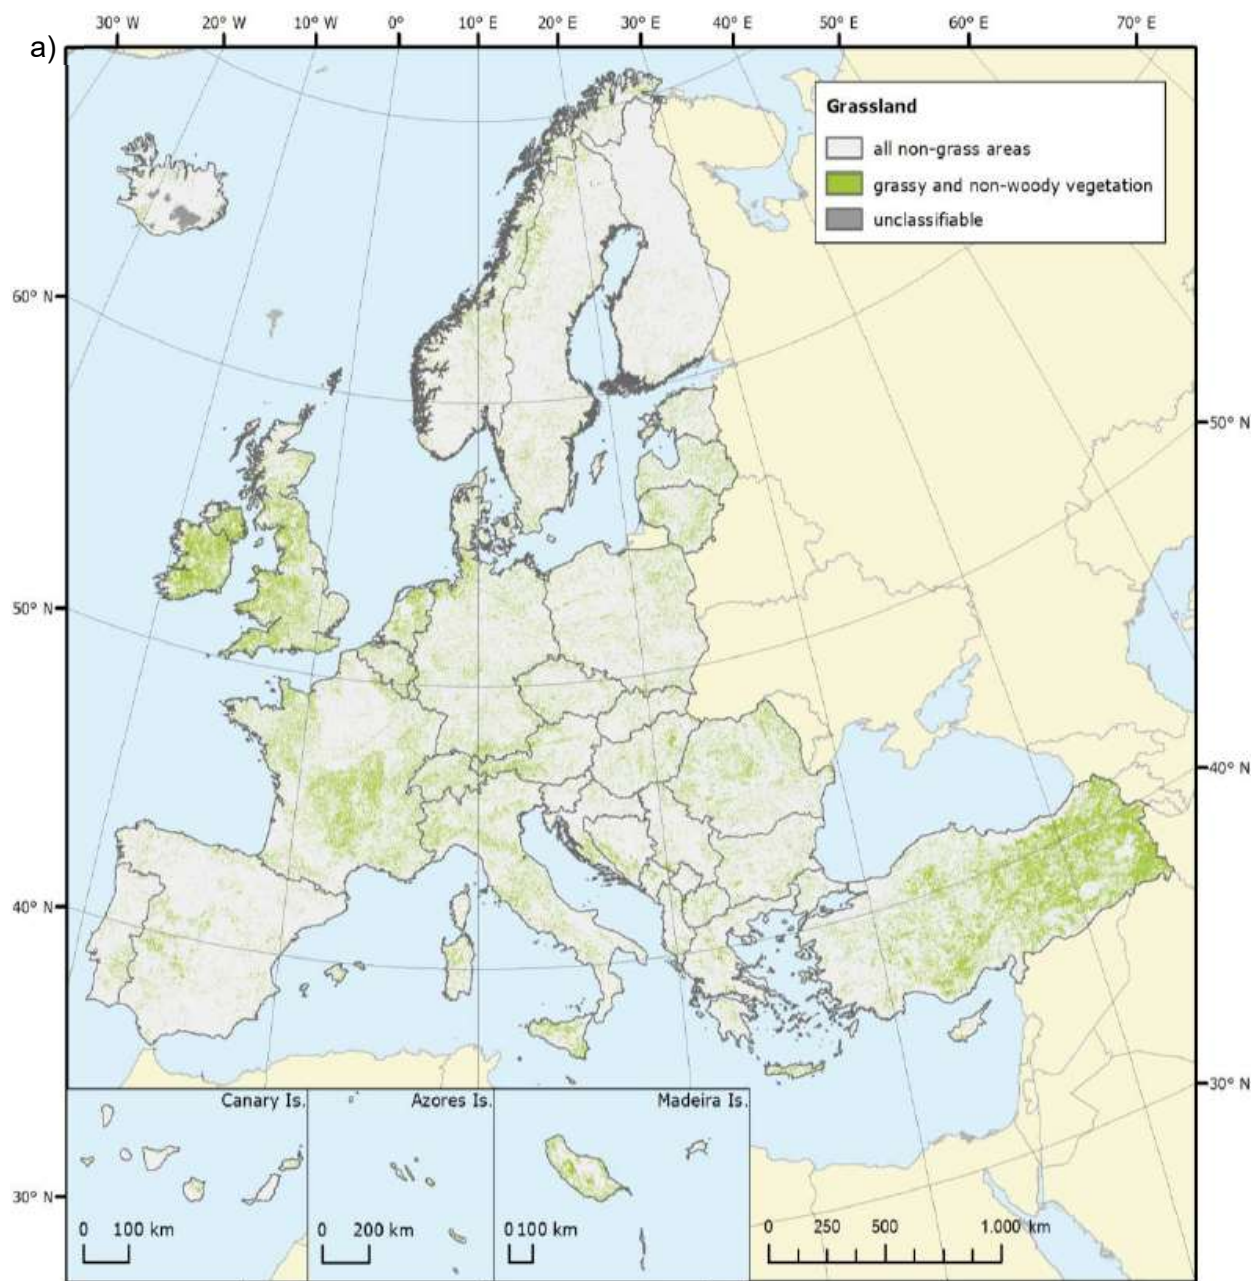 30° W 20° W 10° W 0° 10° E 20° E 30° E 40° E 50° E 60° E 70° E
a)
Grassland
all non-grass areas
grassy and non-woody vegetation
unclassifiable
60° N
50° N
50° N
40° N
40° N
30° N
Canary Is.
Azores Is.
Madeira Is.
30° N
0 100 km
0 200 km
0 100 km
0 250 500 1.000 km